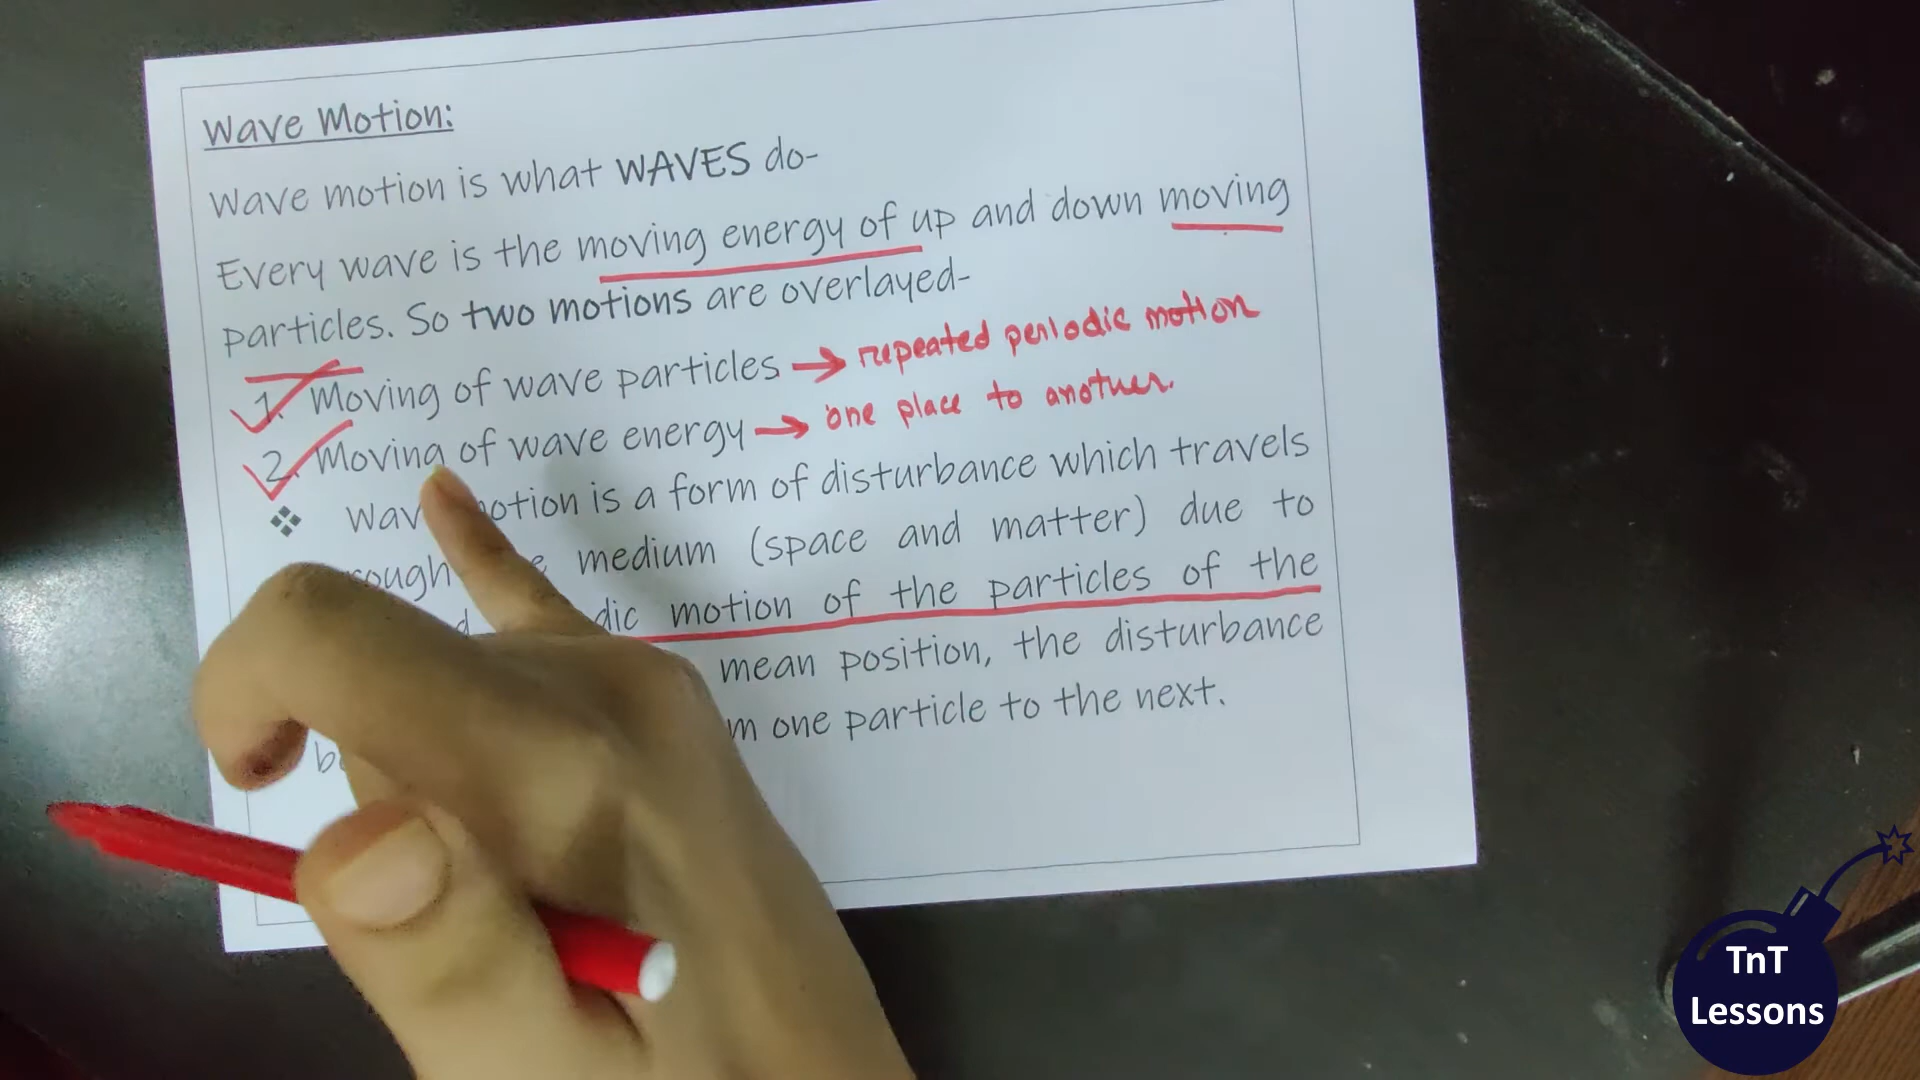 Wave Motion:
Wave motion is what WAVES do-
Every wave is the moving energy of up and down moving
particles. So two motions are overlayed-
1. Moving of wave particles → repeated periodic motion
2. Moving of wave energy → one place to another.
❖ motion is a form of disturbance which travels
medium (space and matter) due to
motion of the particles of the
mean position, the disturbance
one particle to the next.
TnT
Lessons